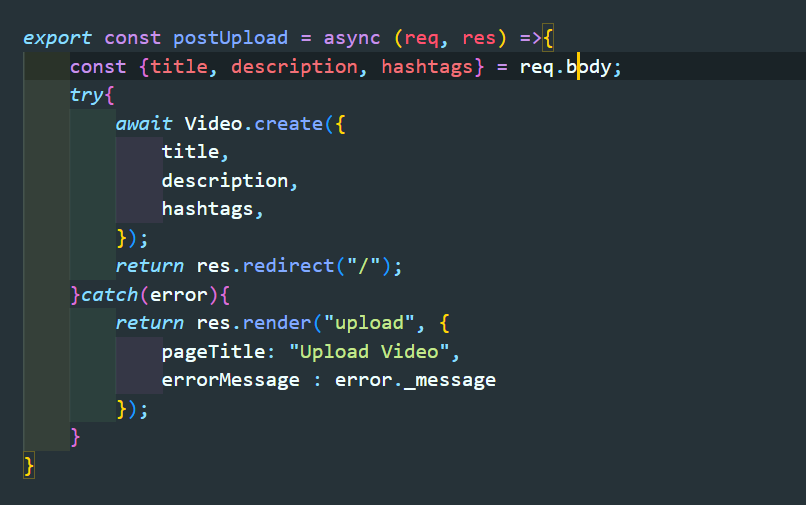 export const postUpload = async (req, res) =>{
    const {title, description, hashtags} = req.body;
    try{
        await Video.create({
            title,
            description,
            hashtags,
        });
        return res.redirect("/");
    }catch(error){
        return res.render("upload", {
            pageTitle: "Upload Video",
            errorMessage : error._message
        });
    }
}